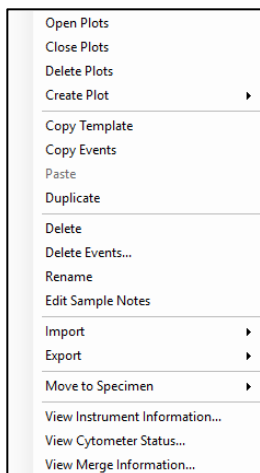 Open Plots
Close Plots
Delete Plots
Create Plot
Copy Template
Copy Events
Paste
Duplicate
Delete
Delete Events...
Rename
Edit Sample Notes
Import
Export
Move to Specimen
View Instrument Information...
View Cytometer Status...
View Merge Information...